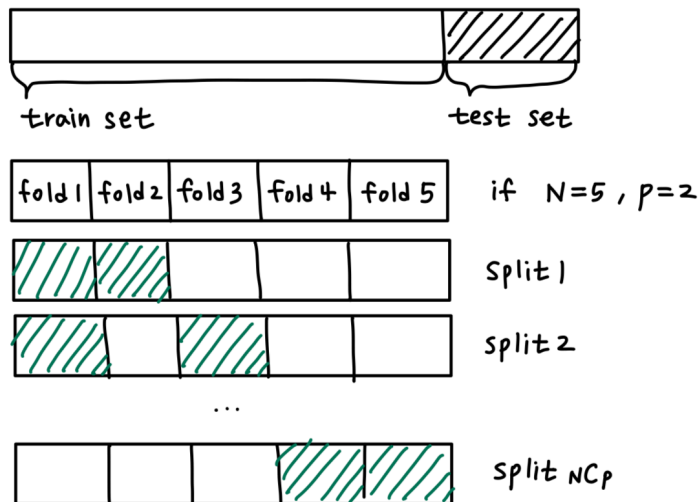 train set test set
fold 1 fold 2 fold 3 fold 4 fold 5 if N=5 , p=2
split 1
split 2
...
split NCp